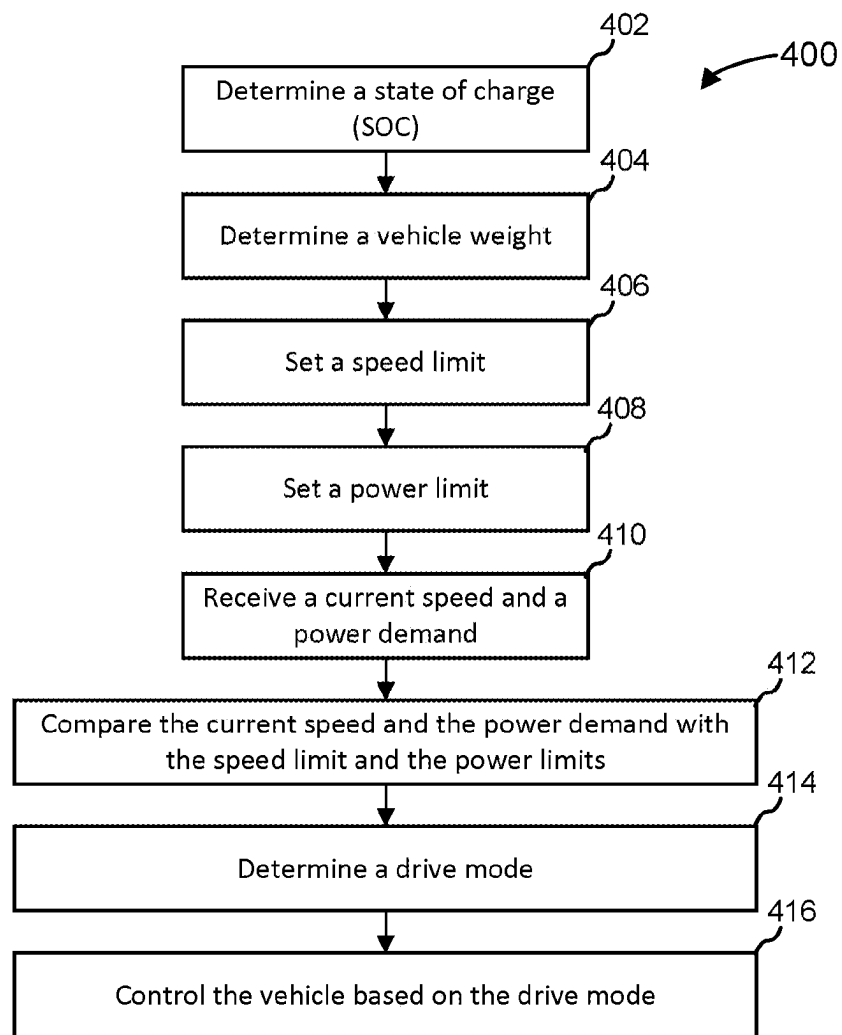 402
400
Determine a state of charge
(SOC)
404
Determine a vehicle weight
406
Set a speed limit
408
Set a power limit
410
Receive a current speed and a
power demand
412
Compare the current speed and the power demand with
the speed limit and the power limits
414
Determine a drive mode
416
Control the vehicle based on the drive mode